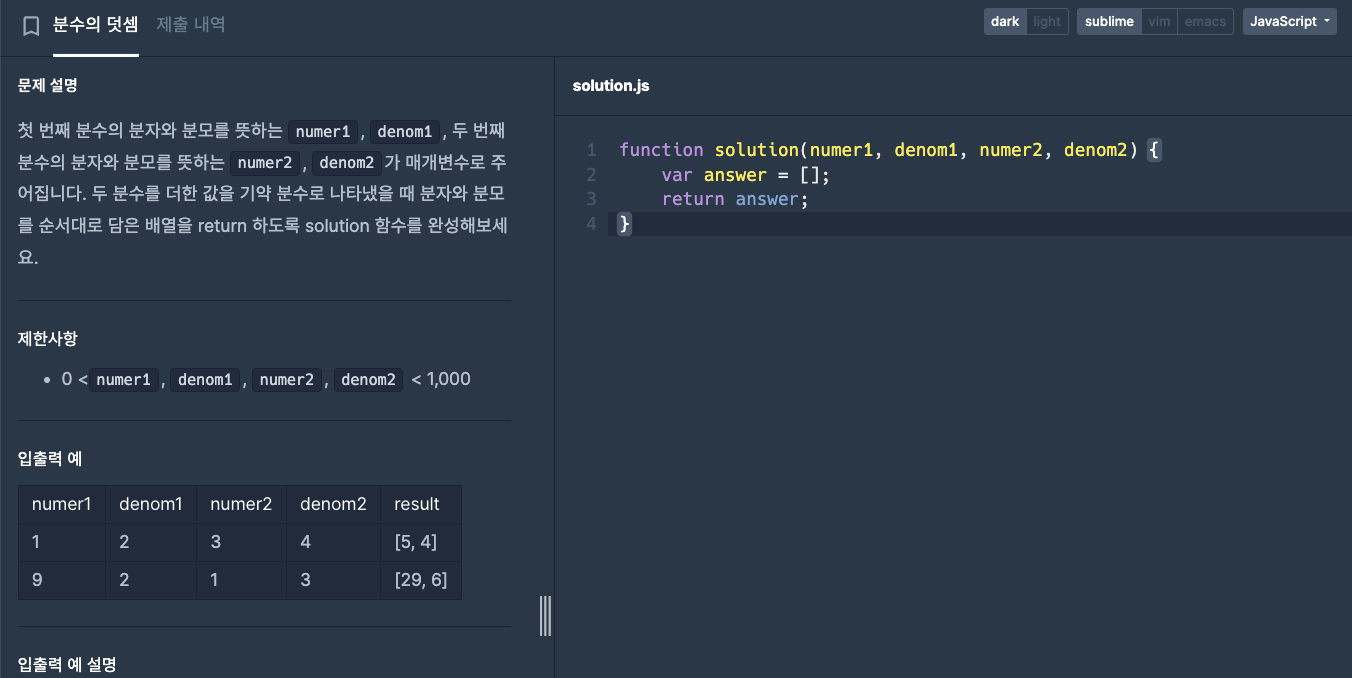 분수의 덧셈 제출 내역
dark light sublime vim emacs JavaScript
문제 설명
첫 번째 분수의 분자와 분모를 뜻하는 numer1, denom1, 두 번째
분수의 분자와 분모를 뜻하는 numer2, denom2가 매개변수로 주
어집니다. 두 분수를 더한 값을 기약 분수로 나타냈을 때 분자와 분모
를 순서대로 담은 배열을 return 하도록 solution 함수를 완성해보세
요.
제한사항
• 0 < numer1, denom1, numer2, denom2 < 1,000
입출력 예
numer1 denom1 numer2 denom2 result
1 2 3 4 [5, 4]
9 2 1 3 [29, 6]
입출력 예 설명
solution.js
1 function solution(numer1, denom1, numer2, denom2) {
2     var answer = [];
3     return answer;
4 }